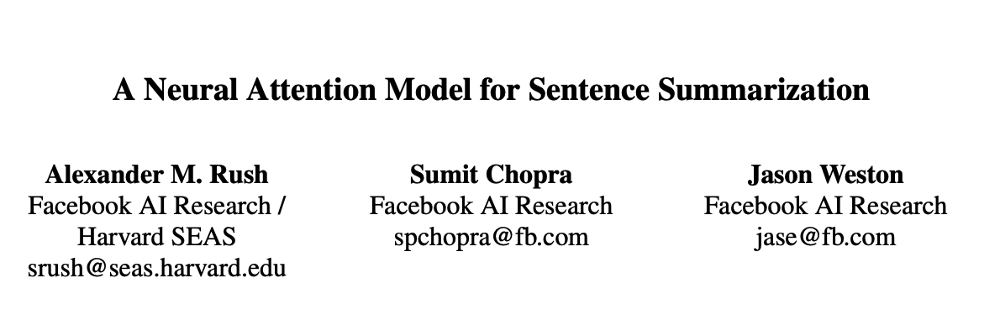 A Neural Attention Model for Sentence Summarization
Alexander M. Rush
Facebook AI Research /
Harvard SEAS
srush@seas.harvard.edu
Sumit Chopra
Facebook AI Research
spchopra@fb.com
Jason Weston
Facebook AI Research
jase@fb.com